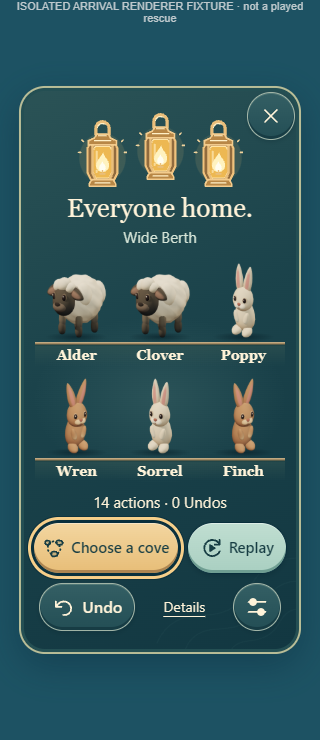 ISOLATED ARRIVAL RENDERER FIXTURE · not a played
rescue
Everyone home.
Wide Berth
Alder Clover Poppy
Wren Sorrel Finch
14 actions · 0 Undos
Choose a cove Replay
Undo Details